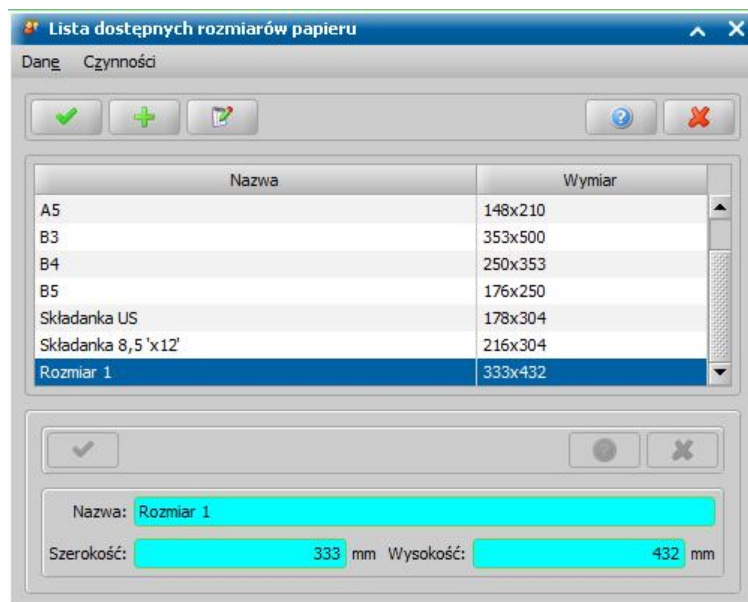 Lista dostępnych rozmiarów papieru
Dane Czynności
Nazwa Wymiar
A5 148x210
B3 353x500
B4 250x353
B5 176x250
Składanka US 178x304
Składanka 8,5'x12' 216x304
Rozmiar 1 333x432
Nazwa: Rozmiar 1
Szerokość: 333 mm Wysokość: 432 mm